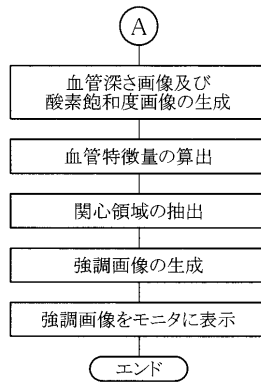 A
血管深さ画像及び
酸素飽和度画像の生成
血管特徴量の算出
関心領域の抽出
強調画像の生成
強調画像をモニタに表示
エンド